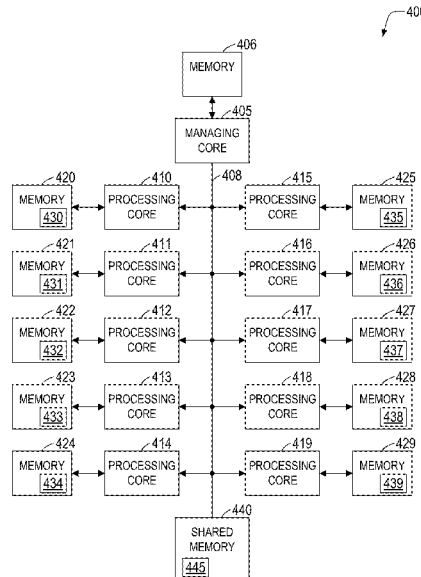 400
406
MEMORY
405
MANAGING
CORE
408
420
MEMORY
430
410
PROCESSING
CORE
415
PROCESSING
CORE
425
MEMORY
435
421
MEMORY
431
411
PROCESSING
CORE
416
PROCESSING
CORE
426
MEMORY
436
422
MEMORY
432
412
PROCESSING
CORE
417
PROCESSING
CORE
427
MEMORY
437
423
MEMORY
433
413
PROCESSING
CORE
418
PROCESSING
CORE
428
MEMORY
438
424
MEMORY
434
414
PROCESSING
CORE
419
PROCESSING
CORE
429
MEMORY
439
440
SHARED
MEMORY
445